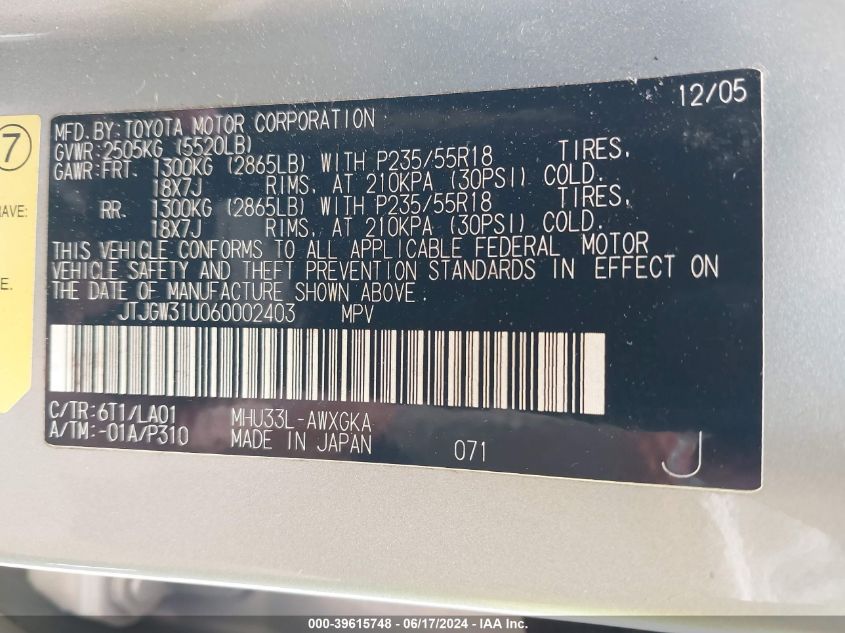 12/05
7
MFD. BY: TOYOTA MOTOR CORPORATION
GVWR: 2505KG (5520LB)
GAWR: FRT. 1300KG (2865LB) WITH P235/55R18 TIRES.
18X7J RIMS, AT 210KPA (30PSI) COLD.
RR. 1300KG (2865LB) WITH P235/55R18 TIRES.
18X7J RIMS, AT 210KPA (30PSI) COLD.
THIS VEHICLE CONFORMS TO ALL APPLICABLE FEDERAL MOTOR
VEHICLE SAFETY AND THEFT PREVENTION STANDARDS IN EFFECT ON
THE DATE OF MANUFACTURE SHOWN ABOVE.
JTJGW31U060002403 MPV
C/TR: 6T1/LA01 MHU33L-AWXGKA
A/TM: -01A/P310 MADE IN JAPAN 071 J
000-39615748 - 06/17/2024 - IAA Inc.